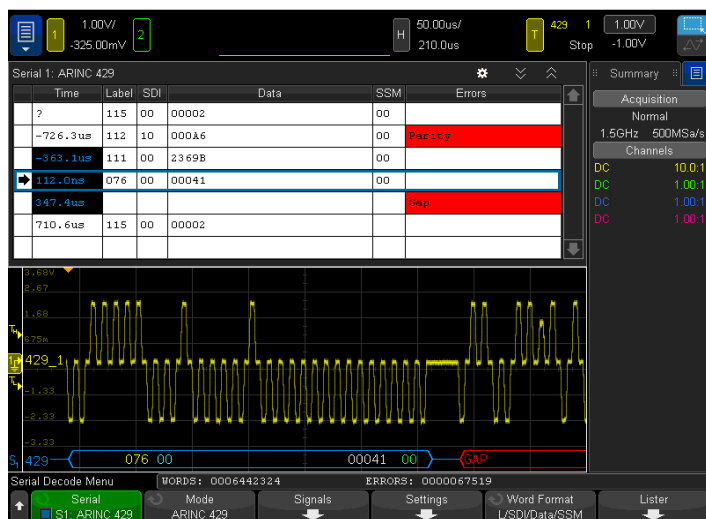 1 1.00V/ 2 H 50.00us/ T 429 1 1.00V
-325.00mV 210.0us Stop -1.00V
Serial 1: ARINC 429
Time Label SDI Data SSM Errors
? 115 00 00002 00
-726.3us 112 10 000A6 00 Parity
-363.1us 111 00 2369B 00
112.0ns 076 00 00041 00
347.4us Gap
710.6us 115 00 00002
Summary
Acquisition
Normal
1.5GHz 500MSa/s
Channels
DC 10.0:1
DC 1.00:1
DC 1.00:1
DC 1.00:1
3.68V
2.67
1.68
675m
429_1
-1.33
-2.33
-3.33
S1 429 076 00 00041 00 GAP
Serial Decode Menu WORDS: 0006442324 ERRORS: 0000067519
Serial Mode Signals Settings Word Format Lister
S1: ARINC 429 ARINC 429 L/SDI/Data/SSM